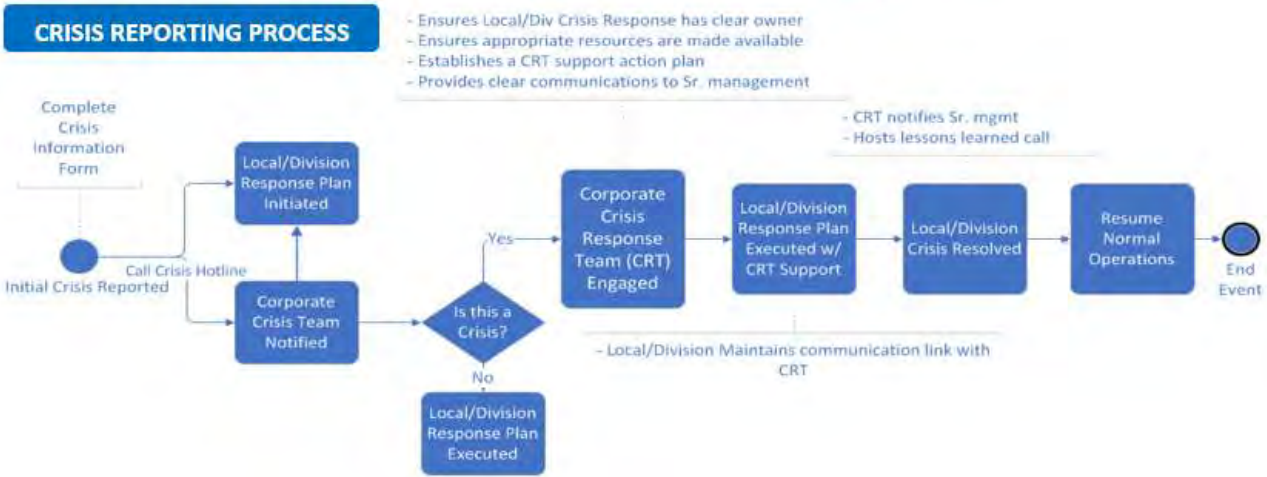 CRISIS REPORTING PROCESS
- Ensures Local/Div Crisis Response has clear owner
- Ensures appropriate resources are made available
- Establishes a CRT support action plan
- Provides clear communications to Sr. management
- CRT notifies Sr. mgmt
- Hosts lessons learned call
Complete
Crisis
Information
Form
Initial Crisis Reported
Call Crisis Hotline
Local/Division
Response Plan
Initiated
Corporate
Crisis Team
Notified
Is this a
Crisis?
Yes
No
Local/Division
Response Plan
Executed
Corporate
Crisis
Response
Team (CRT)
Engaged
Local/Division
Response Plan
Executed w/
CRT Support
- Local/Division Maintains communication link with
CRT
Local/Division
Crisis Resolved
Resume
Normal
Operations
End
Event